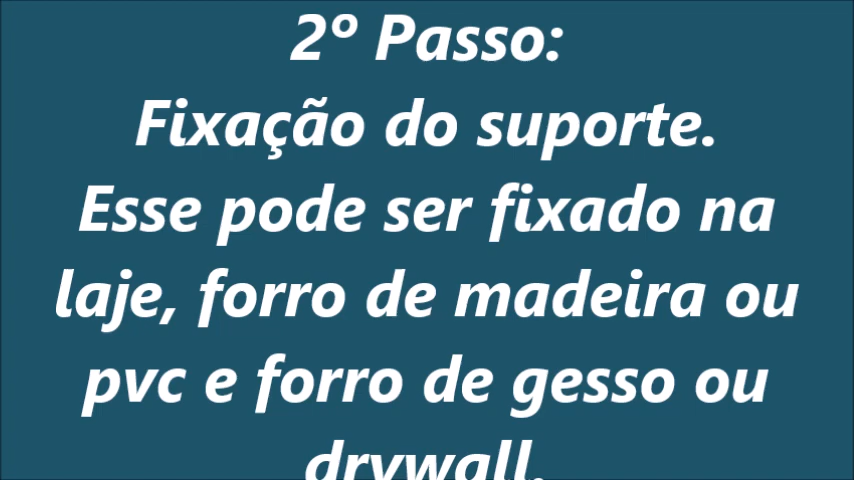 2º Passo:
Fixação do suporte.
Esse pode ser fixado na
laje, forro de madeira ou
pvc e forro de gesso ou
drywall.